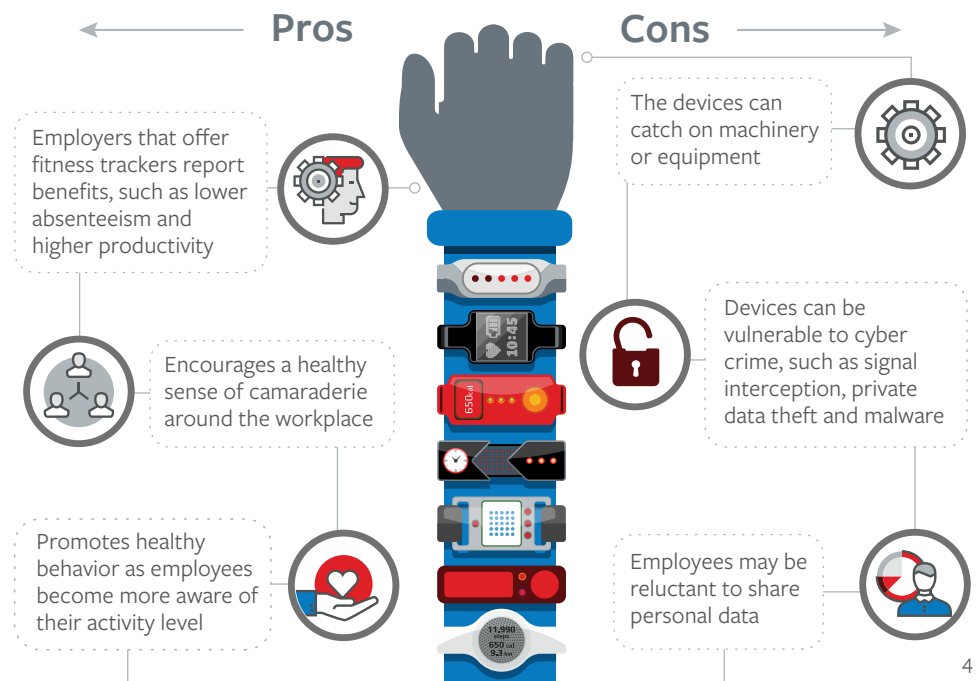 Pros
Cons
Employers that offer
fitness trackers report
benefits, such as lower
absenteeism and
higher productivity
The devices can
catch on machinery
or equipment
Encourages a healthy
sense of camaraderie
around the workplace
Devices can be
vulnerable to cyber
crime, such as signal
interception, private
data theft and malware
Promotes healthy
behavior as employees
become more aware of
their activity level
Employees may be
reluctant to share
personal data
10:45
650cal
11,990
steps
650 cal
9.3 km
4